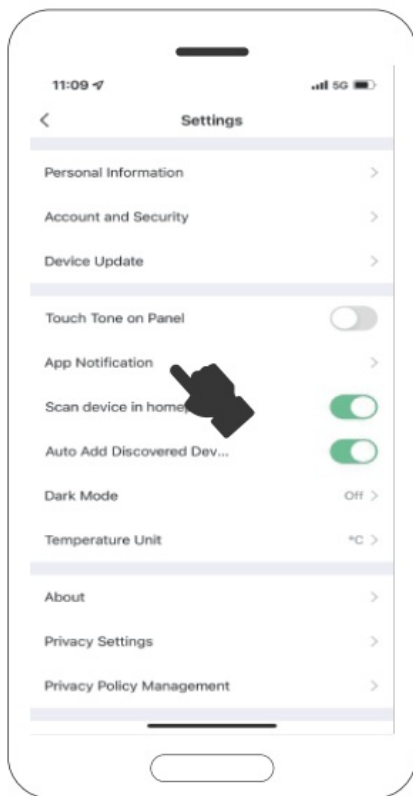 11:09 5G
Settings
Personal Information
Account and Security
Device Update
Touch Tone on Panel
App Notification
Scan device in home
Auto Add Discovered Dev...
Dark Mode Off
Temperature Unit °C
About
Privacy Settings
Privacy Policy Management